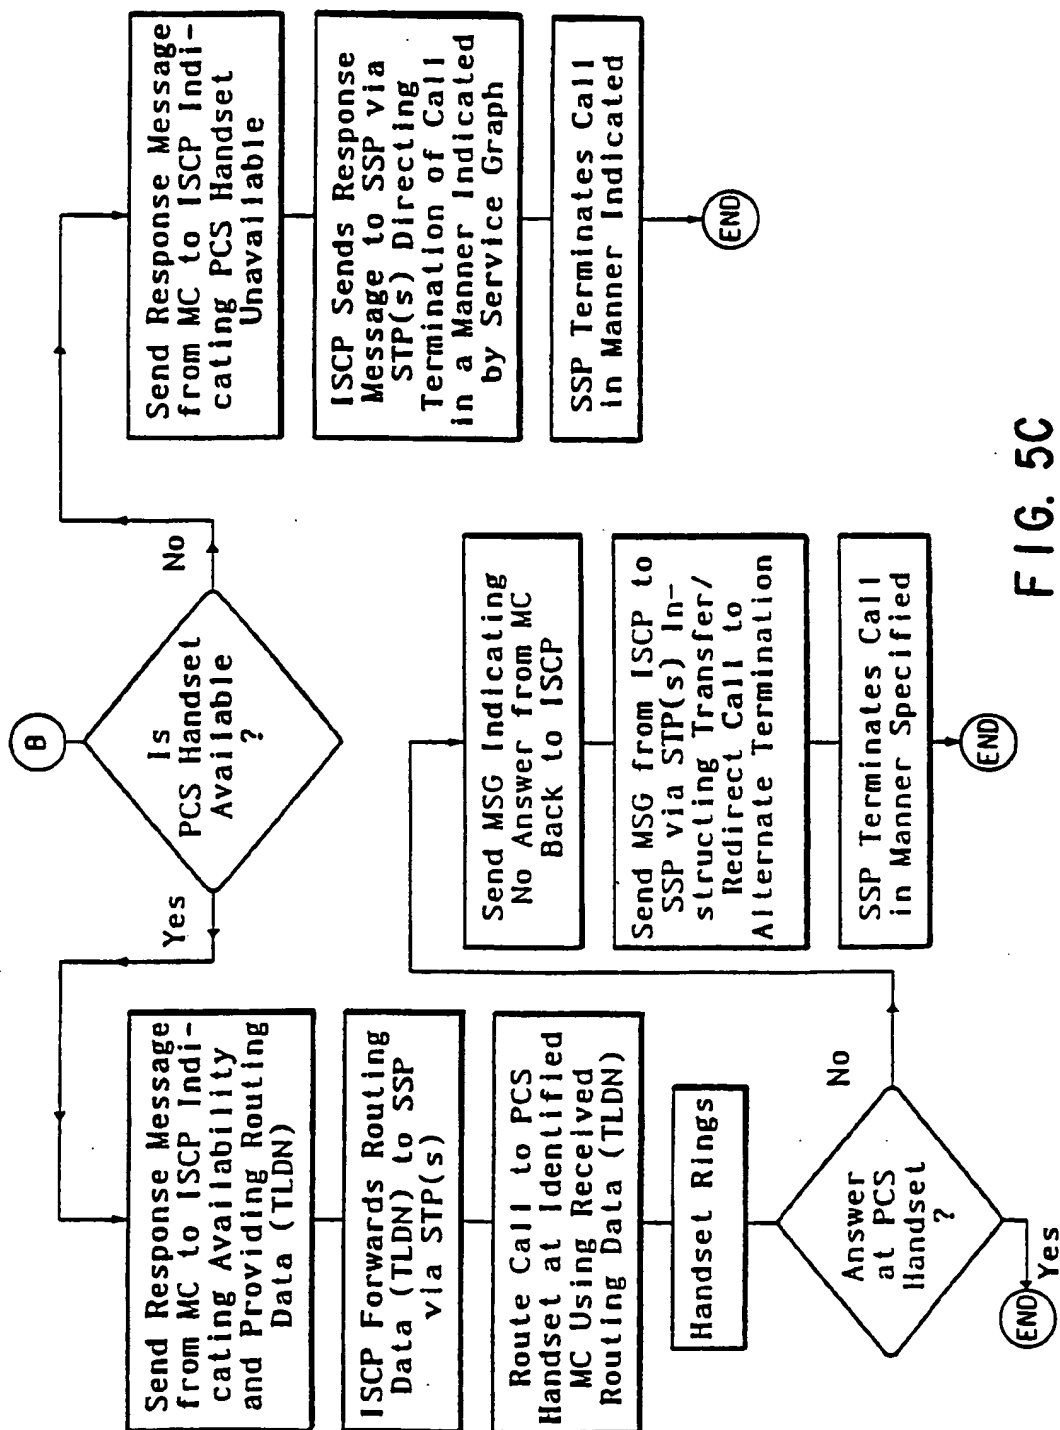 B
Is
PCS Handset
Available
?
Yes
No
Send Response Message
from MC to ISCP Indi-
cating Availability
and Providing Routing
Data (TLDN)
ISCP Forwards Routing
Data (TLDN) to SSP
via STP(s)
Route Call to PCS
Handset at Identified
MC Using Received
Routing Data (TLDN)
Handset Rings
Answer
at PCS
Handset
?
Yes
END
No
Send MSG Indicating
No Answer from MC
Back to ISCP
Send MSG from ISCP to
SSP via STP(s) In-
structing Transfer/
Redirect Call to
Alternate Termination
SSP Terminates Call
in Manner Specified
END
Send Response Message
from MC to ISCP Indi-
cating PCS Handset
Unavailable
ISCP Sends Response
Message to SSP via
STP(s) Directing
Termination of Call
in a Manner Indicated
by Service Graph
SSP Terminates Call
in Manner Indicated
END
FIG. 5C